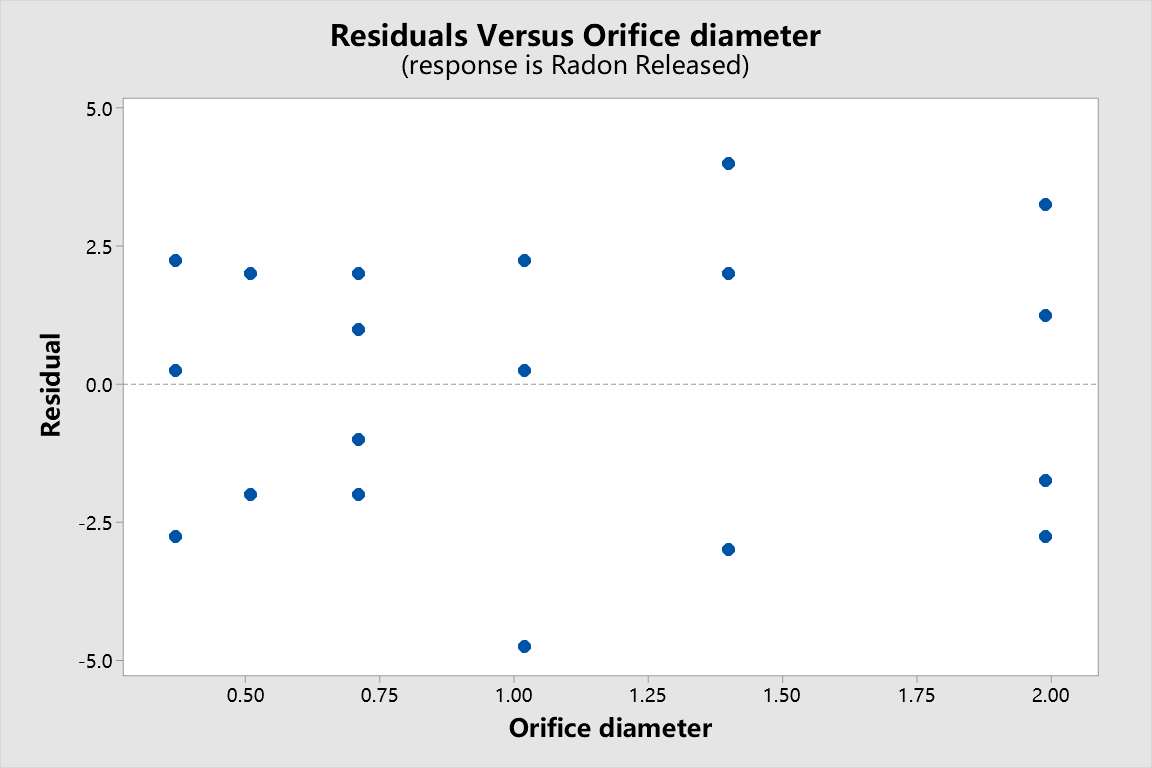 Residuals Versus Orifice diameter
(response is Radon Released)
5.0
2.5
0.0
-2.5
-5.0
Residual
0.50 0.75 1.00 1.25 1.50 1.75 2.00
Orifice diameter